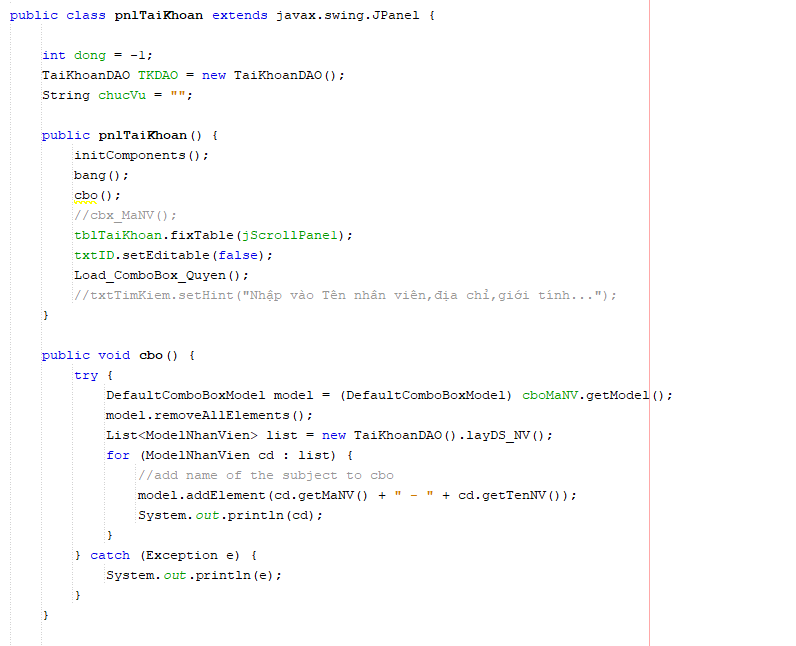 public class pnlTaiKhoan extends javax.swing.JPanel {
int dong = -1;
TaiKhoanDAO TKDAO = new TaiKhoanDAO();
String chucVu = "";
public pnlTaiKhoan() {
initComponents();
bang();
cbo();
//cbx_MaNV();
tblTaiKhoan.fixTable(jScrollPane1);
txtID.setEditable(false);
Load_ComboBox_Quyen();
//txtTimKiem.setHint("Nhập vào Tên nhân viên,địa chỉ,giới tính...");
}
public void cbo() {
try {
DefaultComboBoxModel model = (DefaultComboBoxModel) cboMaNV.getModel();
model.removeAllElements();
List<ModelNhanVien> list = new TaiKhoanDAO().layDS_NV();
for (ModelNhanVien cd : list) {
//add name of the subject to cbo
model.addElement(cd.getMaNV() + " - " + cd.getTenNV());
System.out.println(cd);
}
} catch (Exception e) {
System.out.println(e);
}
}